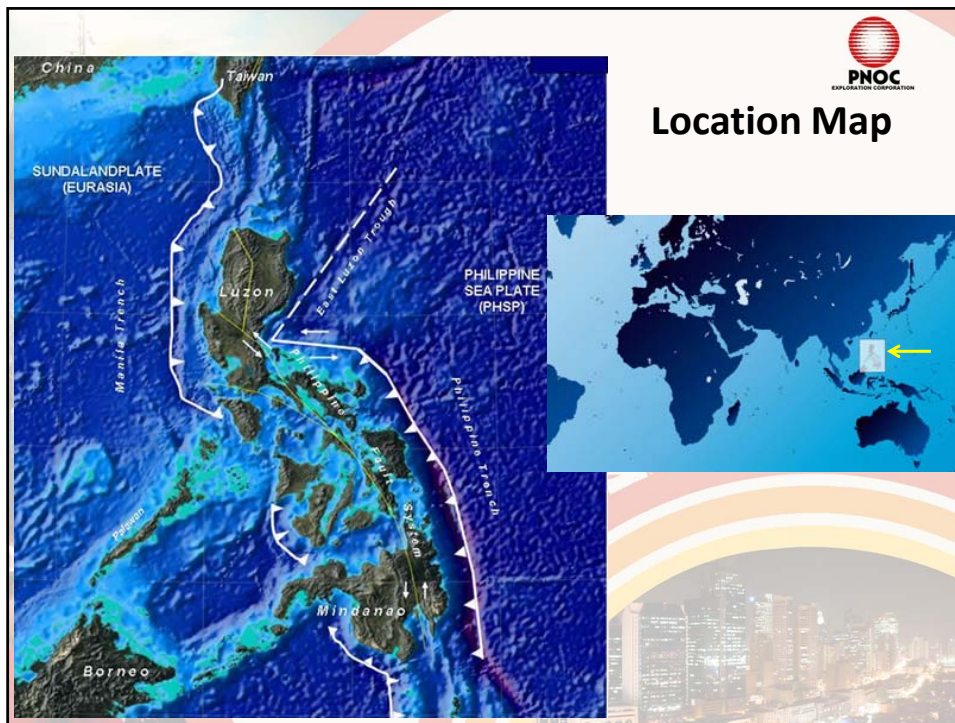 PNOC
EXPLORATION CORPORATION
Location Map
China
Taiwan
SUNDALANDPLATE
(EURASIA)
East Luzon Trough
PHILIPPINE
SEA PLATE
(PHSP)
Luzon
Manila Trench
Philippine Fault System
Philippine Trench
Palawan
Mindanao
Borneo